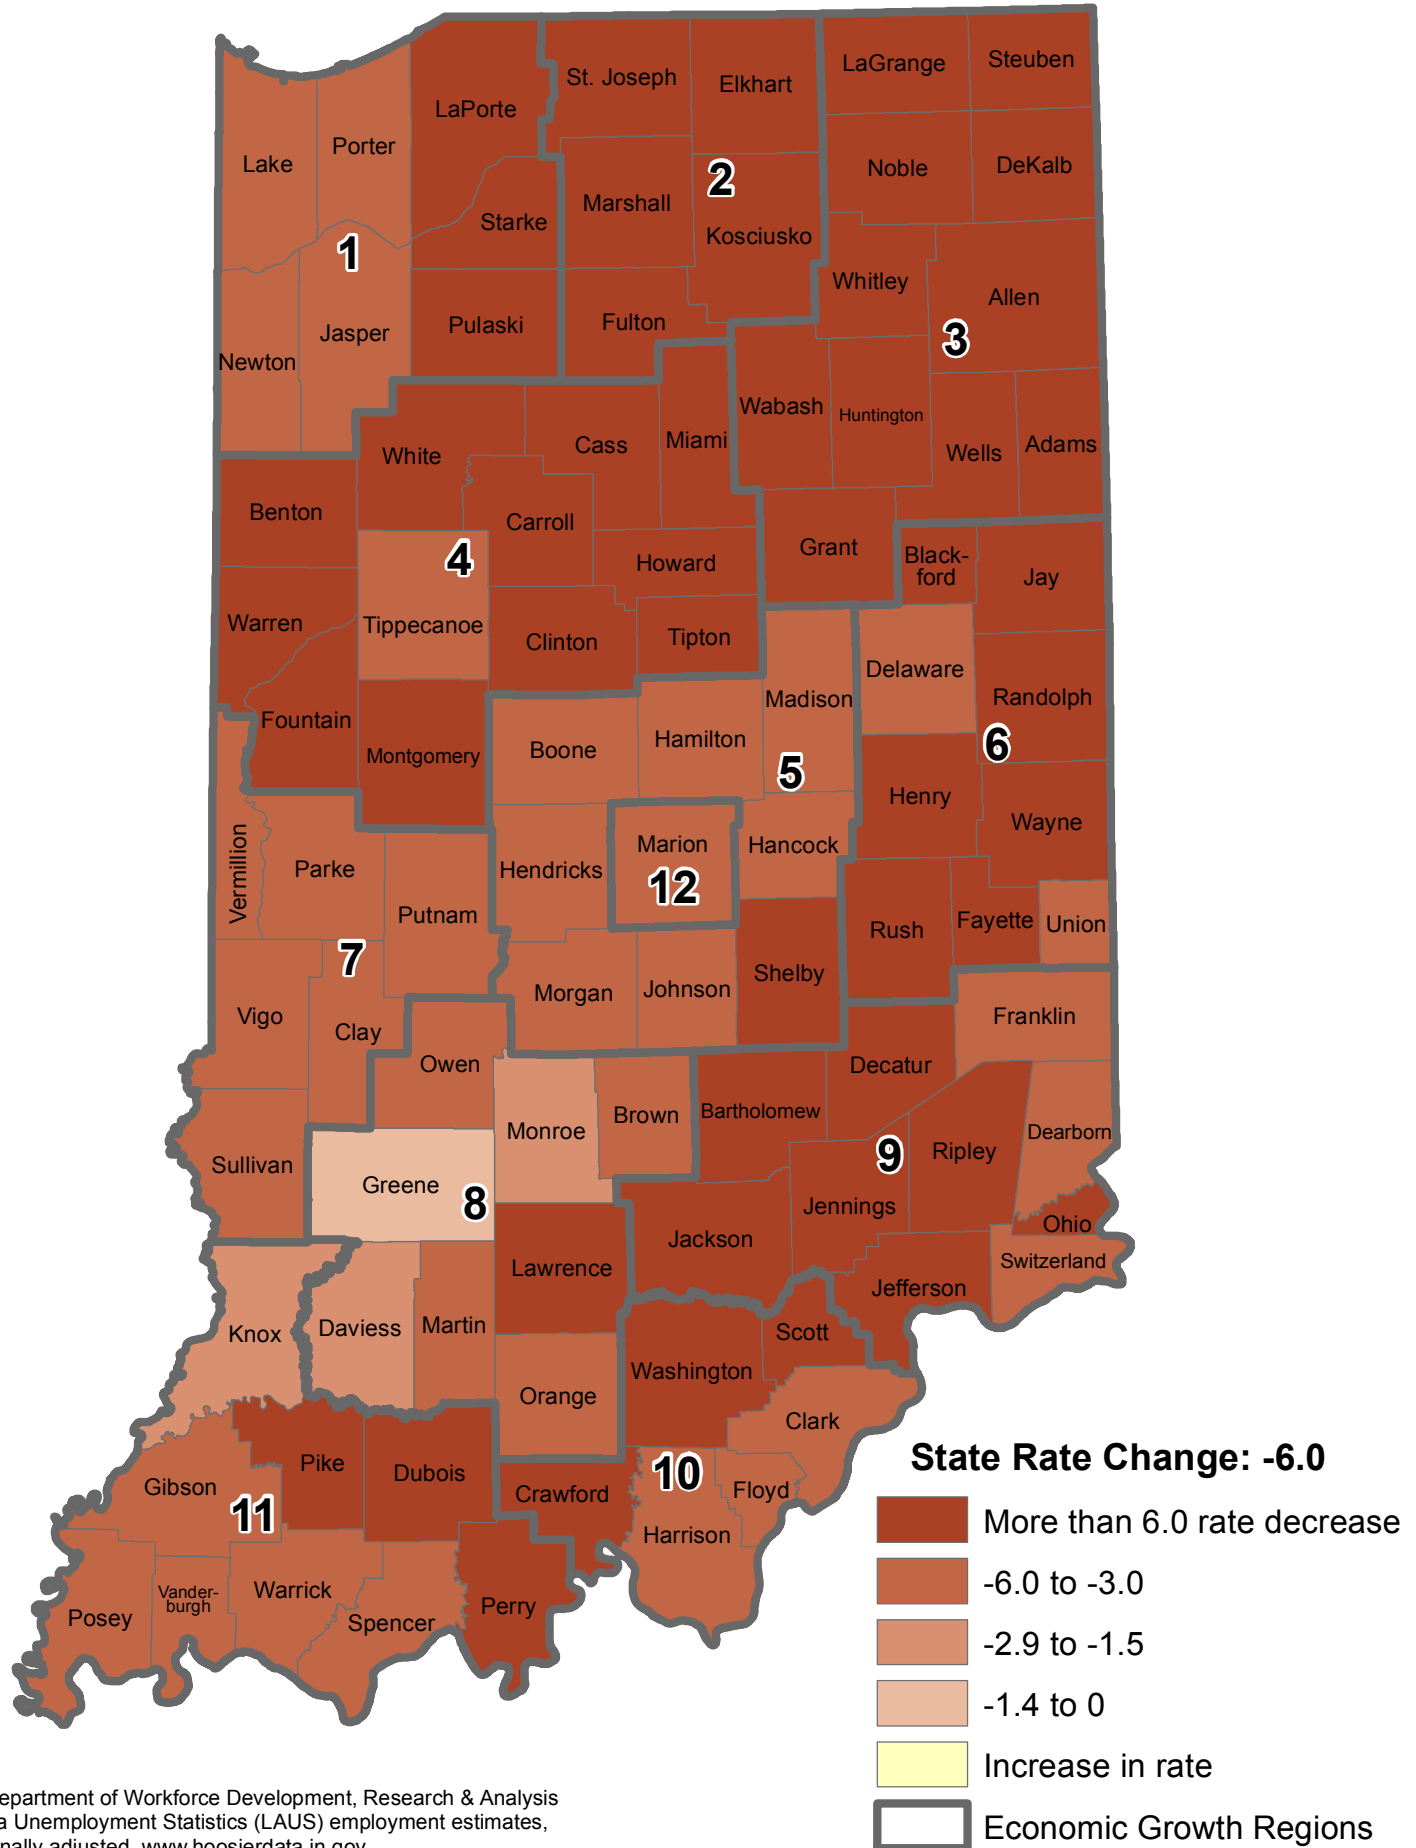 LaGrange
Steuben
St. Joseph
Elkhart
LaPorte
Porter
Lake
Noble
DeKalb
2
Marshall
Starke
Kosciusko
1
Whitley
Allen
Pulaski
Fulton
Jasper
3
Newton
Wabash
Huntington
Miami
Cass
White
Wells
Adams
Benton
Carroll
Grant
4
Howard
Black-
ford
Jay
Warren
Tippecanoe
Clinton
Tipton
Delaware
Madison
Randolph
Fountain
Hamilton
Boone
Montgomery
6
5
Henry
Wayne
Marion
Hancock
Vermillion
Parke
Hendricks
12
Putnam
Rush
Fayette
Union
7
Shelby
Morgan
Johnson
Vigo
Franklin
Clay
Owen
Decatur
Bartholomew
Brown
Monroe
Dearborn
9
Ripley
Sullivan
Greene
8
Jennings
Ohio
Jackson
Switzerland
Lawrence
Jefferson
Knox
Daviess
Martin
Scott
Washington
Orange
Clark
Pike
Dubois
10
Gibson
Floyd
Crawford
11
Harrison
Vander-
burgh
Warrick
Posey
Spencer
Perry
State Rate Change: -6.0
More than 6.0 rate decrease
-6.0 to -3.0
-2.9 to -1.5
-1.4 to 0
Increase in rate
Economic Growth Regions
epartment of Workforce Development, Research & Analysis
a Unemployment Statistics (LAUS) employment estimates,
nally adjusted, www.hoosierdata.in.gov